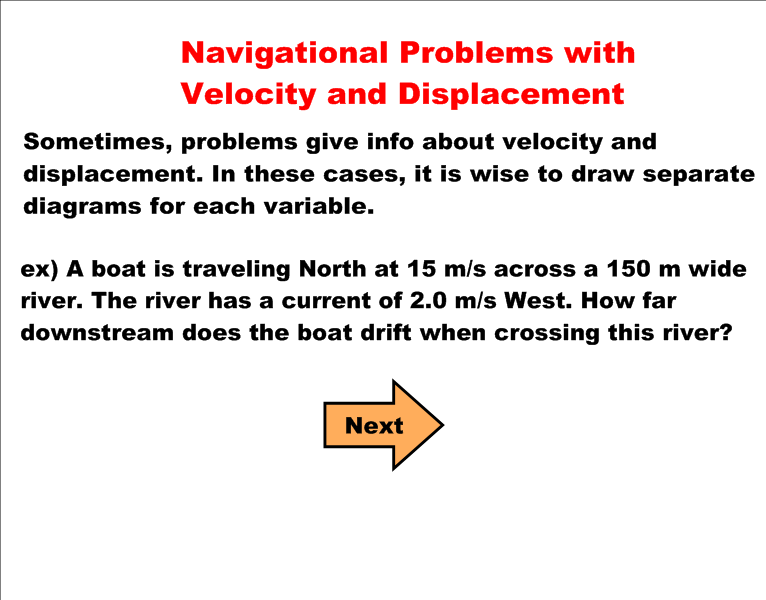 Navigational Problems with
Velocity and Displacement
Sometimes, problems give info about velocity and
displacement. In these cases, it is wise to draw separate
diagrams for each variable.
ex) A boat is traveling North at 15 m/s across a 150 m wide
river. The river has a current of 2.0 m/s West. How far
downstream does the boat drift when crossing this river?
Next